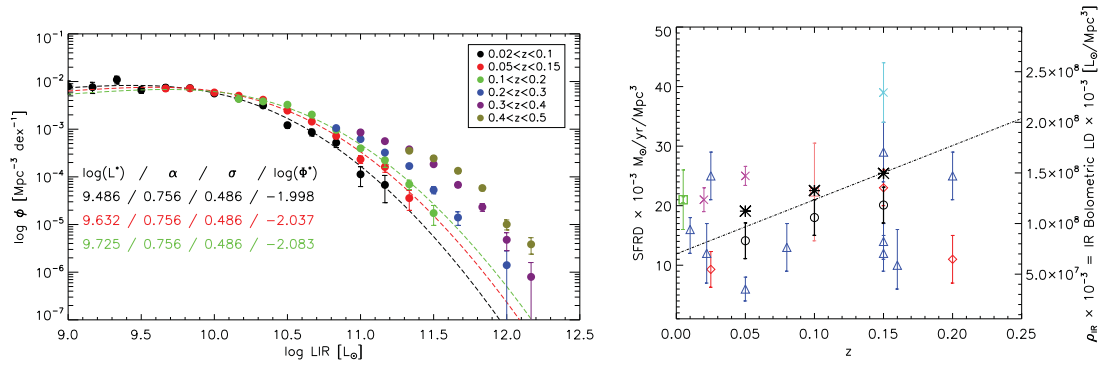 10⁻¹
10⁻²
10⁻³
10⁻⁴
10⁻⁵
10⁻⁶
10⁻⁷
log Φ [Mpc⁻³ dex⁻¹]
0.02<z<0.1
0.05<z<0.15
0.1<z<0.2
0.2<z<0.3
0.3<z<0.4
0.4<z<0.5
log(L*) / α / σ / log(Φ*)
9.486 / 0.756 / 0.486 / −1.998
9.632 / 0.756 / 0.486 / −2.037
9.725 / 0.756 / 0.486 / −2.083
9.0 9.5 10.0 10.5 11.0 11.5 12.0 12.5
log LIR [L⊙]
50
40
30
20
10
SFRD × 10⁻³ M⊙/yr/Mpc³
0.00 0.05 0.10 0.15 0.20 0.25
z
2.5×10⁸
2.0×10⁸
1.5×10⁸
1.0×10⁸
5.0×10⁷
ρIR × 10⁻³ = IR Bolometric LD × 10⁻³ [L⊙/Mpc³]